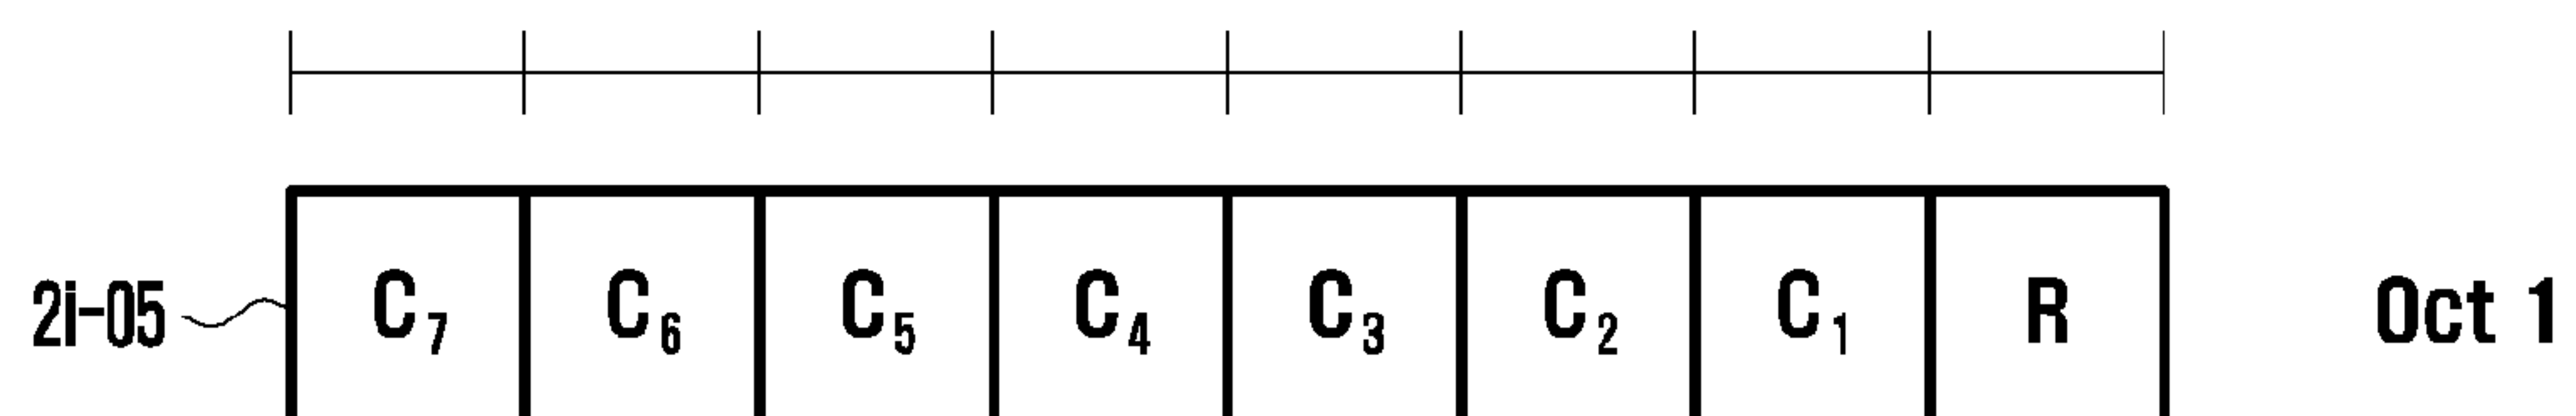 2i-05 C₇ C₆ C₅ C₄ C₃ C₂ C₁ R Oct 1